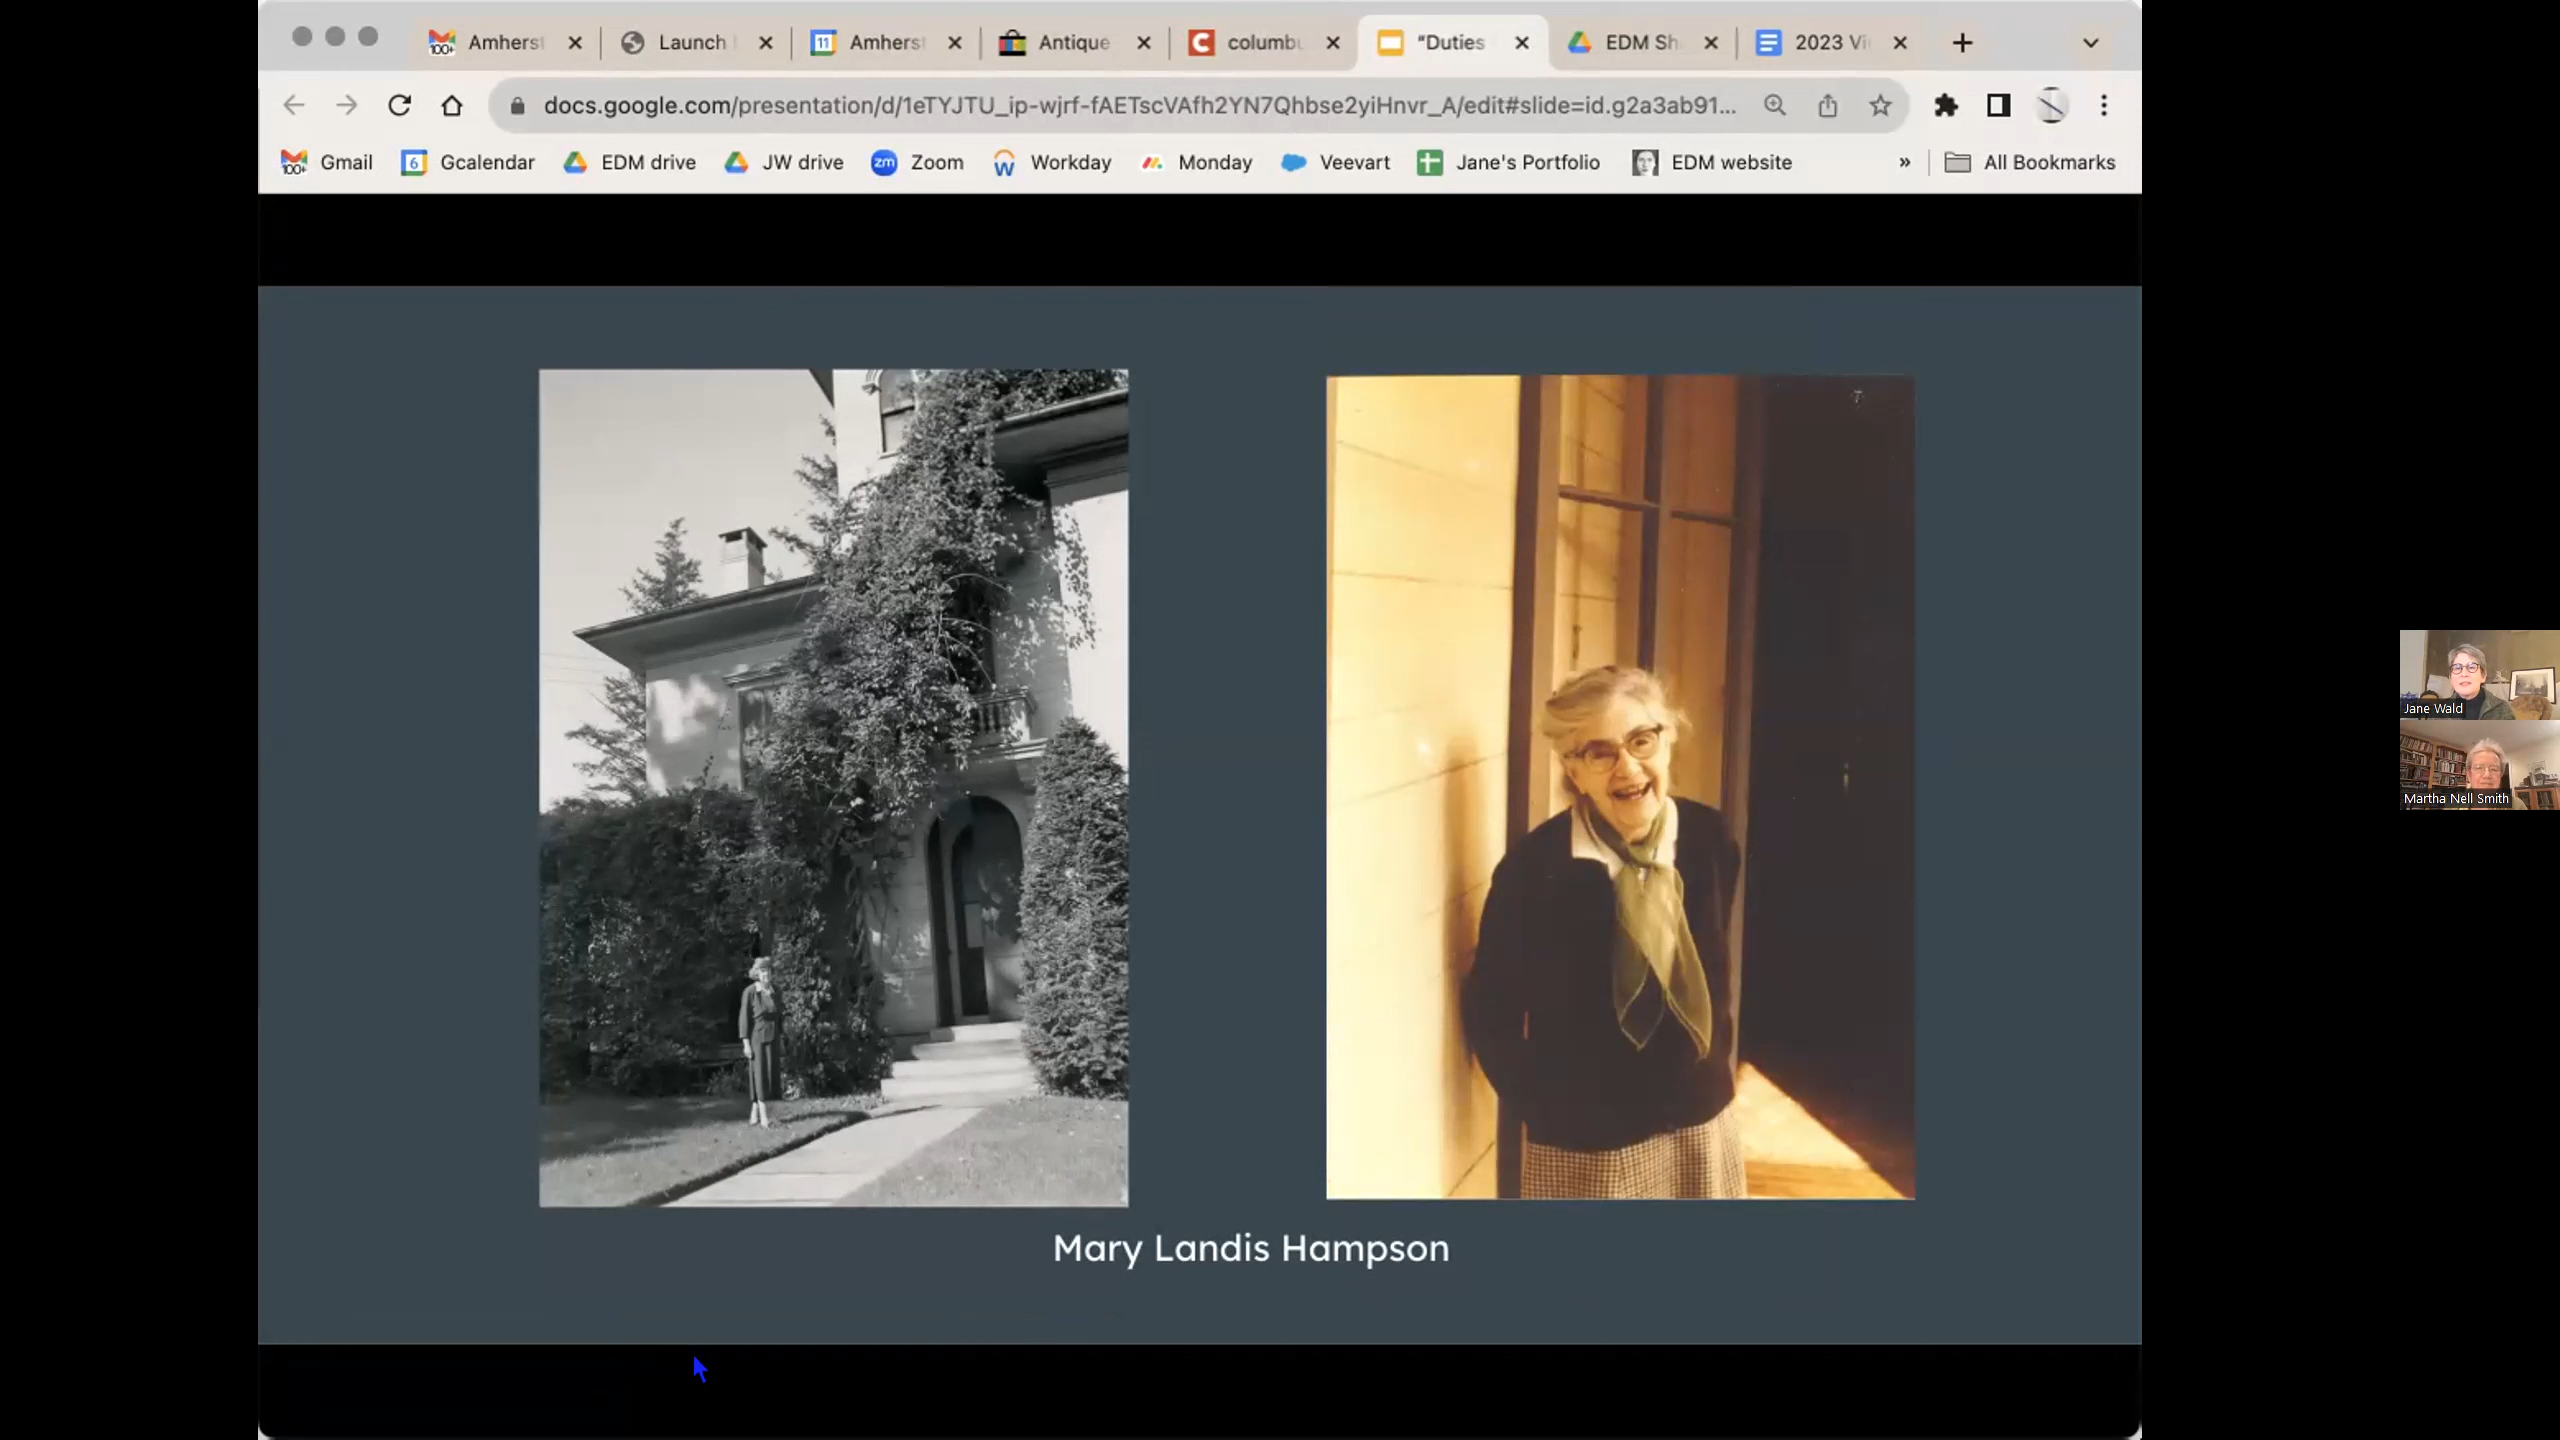 Amherst
Launch
Amherst
Antique
columbu
“Duties
EDM Sh
2023 Vi
docs.google.com/presentation/d/1eTYJTU_ip-wjrf-fAETscVAfh2YN7Qhbse2yiHnvr_A/edit#slide=id.g2a3ab91...
Gmail
Gcalendar
EDM drive
JW drive
Zoom
Workday
Monday
Veevart
Jane's Portfolio
EDM website
»
All Bookmarks
Jane Wald
Martha Nell Smith
Mary Landis Hampson